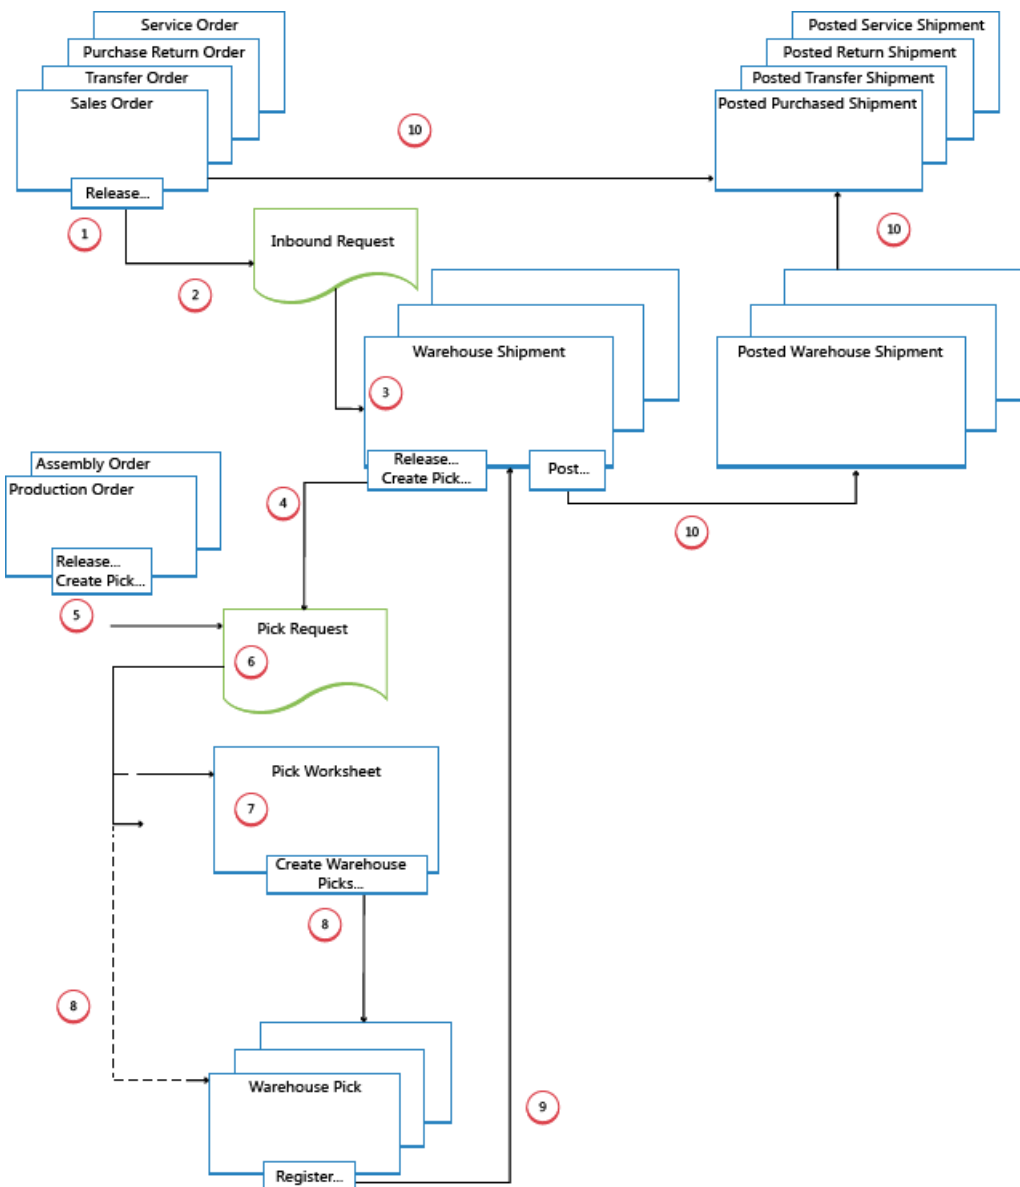 Service Order
Purchase Return Order
Transfer Order
Sales Order
Release...
Posted Service Shipment
Posted Return Shipment
Posted Transfer Shipment
Posted Purchased Shipment
10
1
Inbound Request
2
10
Warehouse Shipment
3
Release...
Create Pick...
Post...
Posted Warehouse Shipment
10
4
Assembly Order
Production Order
Release...
Create Pick...
5
Pick Request
6
Pick Worksheet
7
Create Warehouse
Picks...
8
8
Warehouse Pick
Register...
9